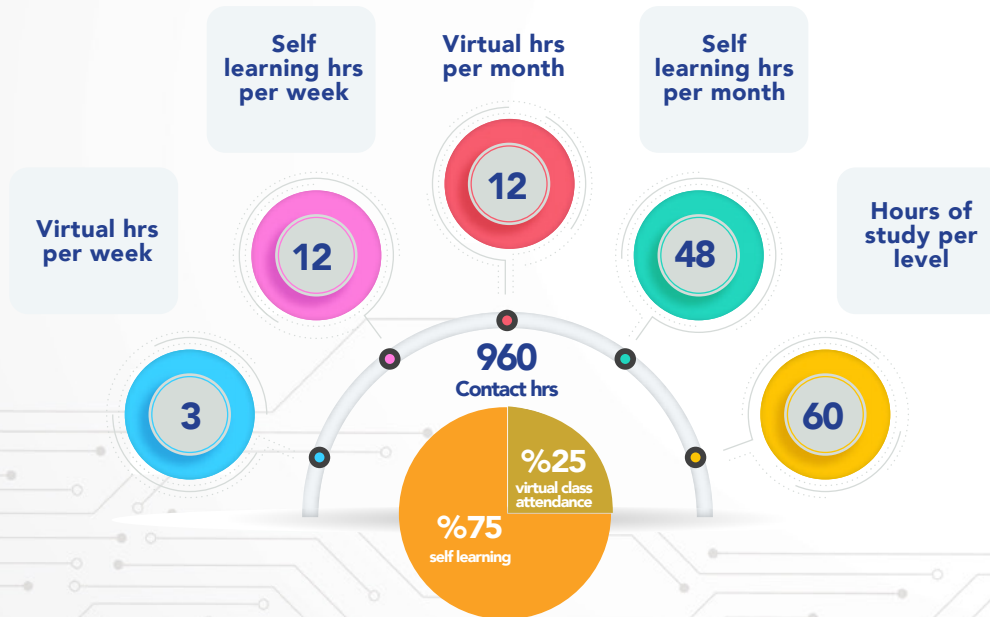 Virtual hrs
per week
3
Self
learning hrs
per week
12
Virtual hrs
per month
12
Self
learning hrs
per month
48
Hours of
study per
level
60
960
Contact hrs
%25
virtual class
attendance
%75
self learning